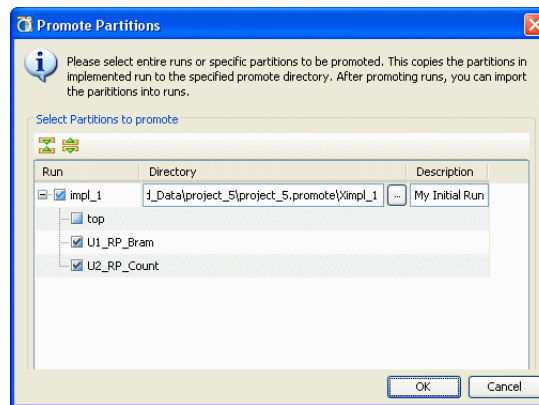 Promote Partitions
Please select entire runs or specific partitions to be promoted. This copies the partitions in
implemented run to the specified promote directory. After promoting runs, you can import
the paritions into runs.
Select Partitions to promote
Run Directory Description
impl_1 :l_Data\project_5\project_5.promote\Ximpl_1 ... My Initial Run
top
U1_RP_Bram
U2_RP_Count
OK Cancel